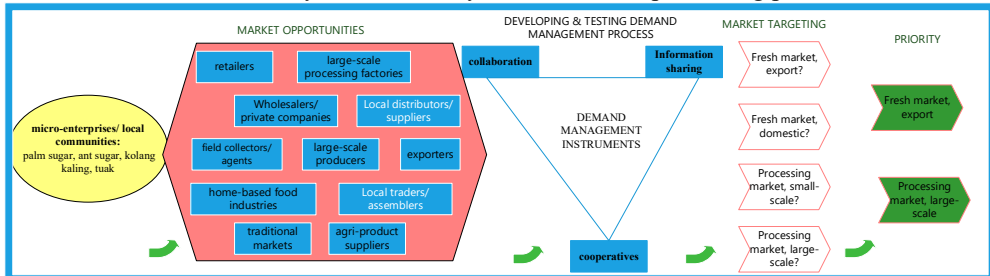 DEVELOPING & TESTING DEMAND
MANAGEMENT PROCESS
MARKET OPPORTUNITIES
MARKET TARGETING
PRIORITY
micro-enterprises/ local
communities:
palm sugar, ant sugar, kolang
kaling, tuak
retailers
large-scale
processing factories
Wholesalers/
private companies
Local distributors/
suppliers
field collectors/
agents
large-scale
producers
exporters
home-based food
industries
Local traders/
assemblers
traditional
markets
agri-product
suppliers
collaboration
Information
sharing
DEMAND
MANAGEMENT
INSTRUMENTS
cooperatives
Fresh market,
export?
Fresh market,
domestic?
Processing
market, small-
scale?
Processing
market, large-
scale?
Fresh market,
export
Processing
market, large-
scale